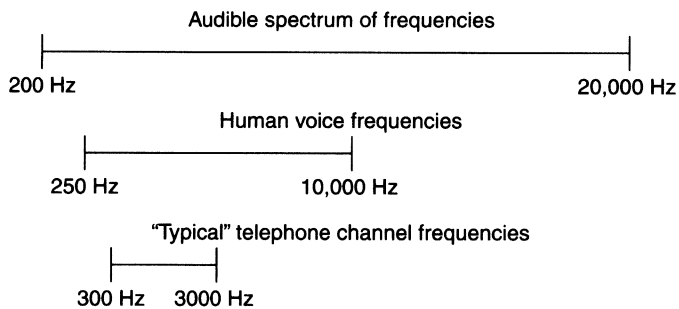 Audible spectrum of frequencies
200 Hz 20,000 Hz
Human voice frequencies
250 Hz 10,000 Hz
“Typical” telephone channel frequencies
300 Hz 3000 Hz